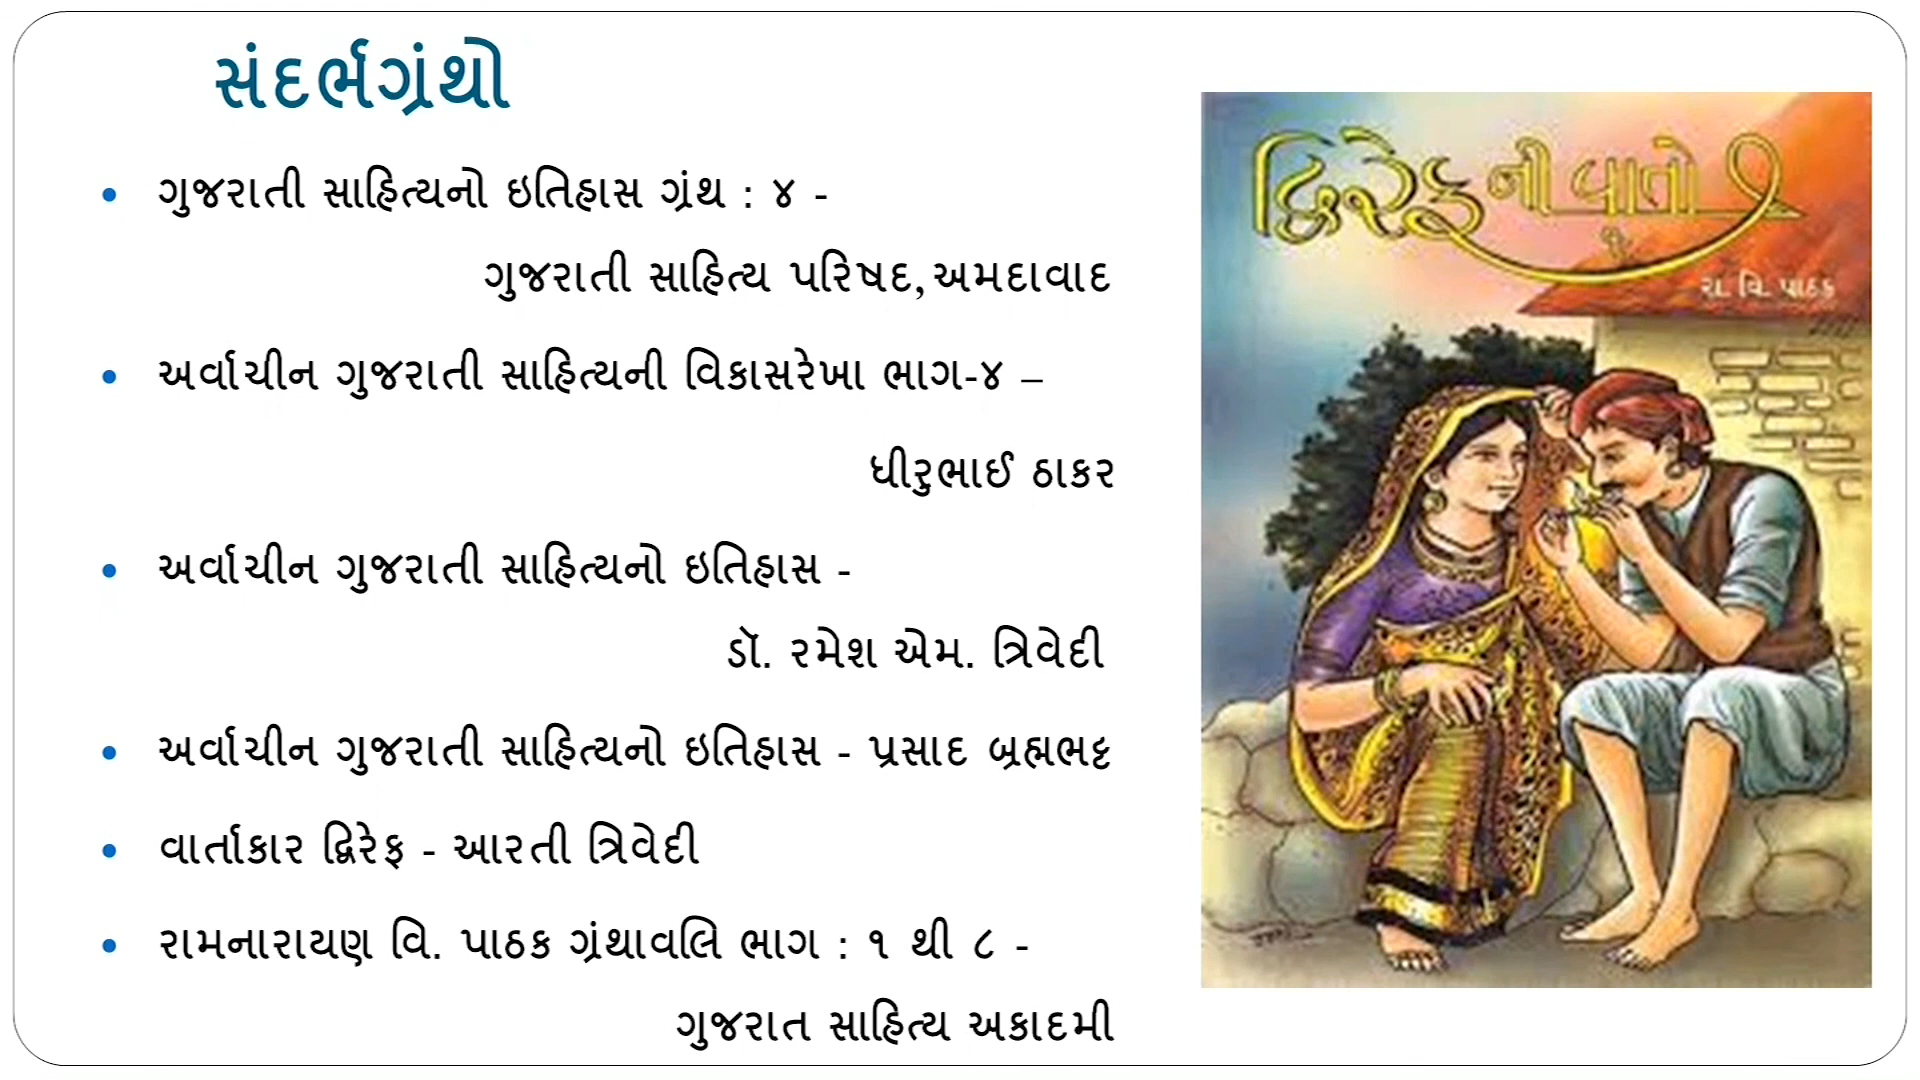 સંદર્ભગ્રંથો
• ગુજરાતી સાહિત્યનો ઇતિહાસ ગ્રંથ : ૪ -
ગુજરાતી સાહિત્ય પરિષદ,અમદાવાદ
• અર્વાચીન ગુજરાતી સાહિત્યની વિકાસરેખા ભાગ-૪ –
ધીરુભાઈ ઠાકર
• અર્વાચીન ગુજરાતી સાહિત્યનો ઇતિહાસ -
ડૉ. રમેશ એમ. ત્રિવેદી
• અર્વાચીન ગુજરાતી સાહિત્યનો ઇતિહાસ - પ્રસાદ બ્રહ્મભટ્ટ
• વાર્તાકાર દ્વિરેફ - આરતી ત્રિવેદી
• રામનારાયણ વિ. પાઠક ગ્રંથાવલિ ભાગ : ૧ થી ૮ -
ગુજરાત સાહિત્ય અકાદમી
દ્વિરેફની વાતો
રા. વિ. પાઠક